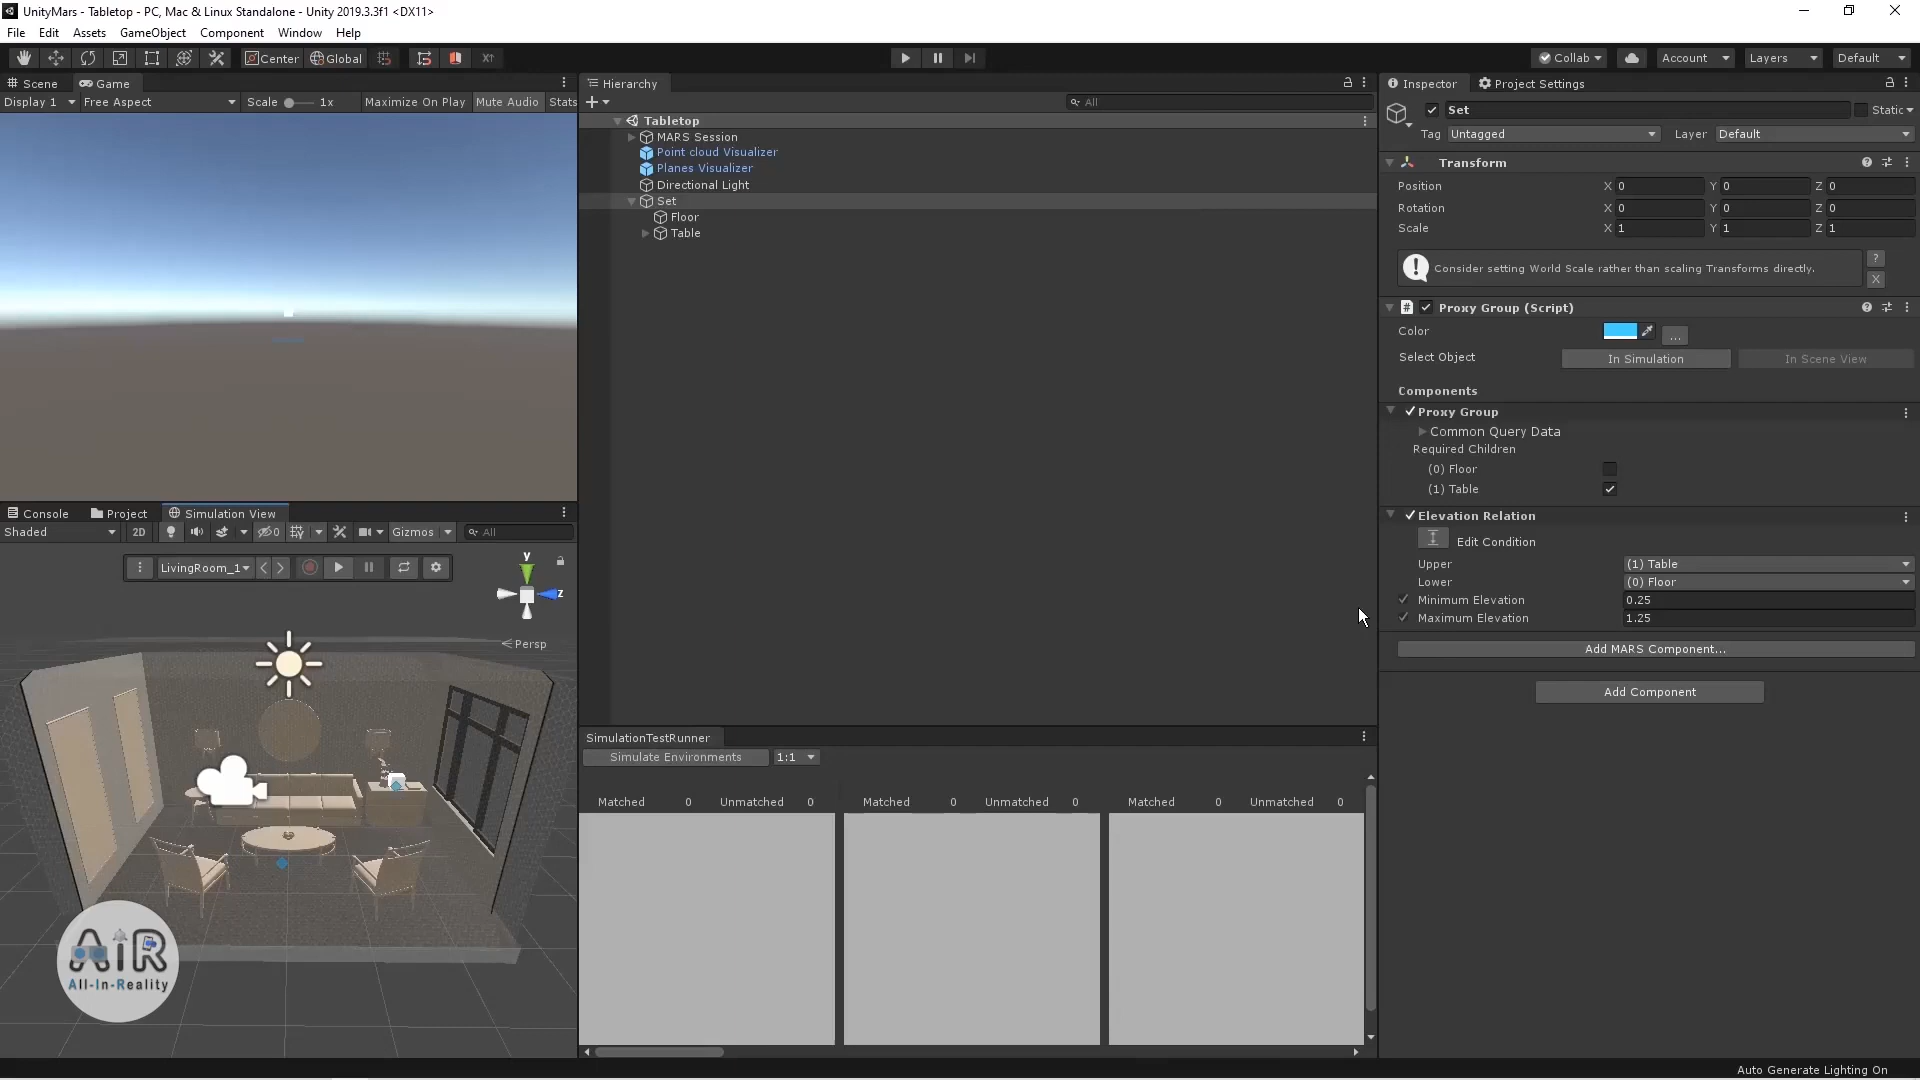 UnityMars - Tabletop - PC, Mac & Linux Standalone - Unity 2019.3.3f1 <DX11>
File Edit Assets GameObject Component Window Help
Center Global Collab Account Layers Default
Scene Game
Display 1 Free Aspect Scale 1x Maximize On Play Mute Audio Stats
Hierarchy
All
Tabletop
MARS Session
Point cloud Visualizer
Planes Visualizer
Directional Light
Set
Floor
Table
Inspector Project Settings
Set Static
Tag Untagged Layer Default
Transform
Position X 0 Y 0 Z 0
Rotation X 0 Y 0 Z 0
Scale X 1 Y 1 Z 1
Consider setting World Scale rather than scaling Transforms directly.
?
X
# Proxy Group (Script)
Color ...
Select Object In Simulation In Scene View
Components
Proxy Group
Common Query Data
Required Children
(0) Floor
(1) Table
Elevation Relation
Edit Condition
Upper (1) Table
Lower (0) Floor
Minimum Elevation 0.25
Maximum Elevation 1.25
Add MARS Component...
Add Component
Console Project Simulation View
Shaded 2D 0 Gizmos All
LivingRoom_1
y
z
Persp
AiR
All-In-Reality
SimulationTestRunner
Simulate Environments 1:1
Matched 0 Unmatched 0 Matched 0 Unmatched 0 Matched 0 Unmatched 0
Auto Generate Lighting On